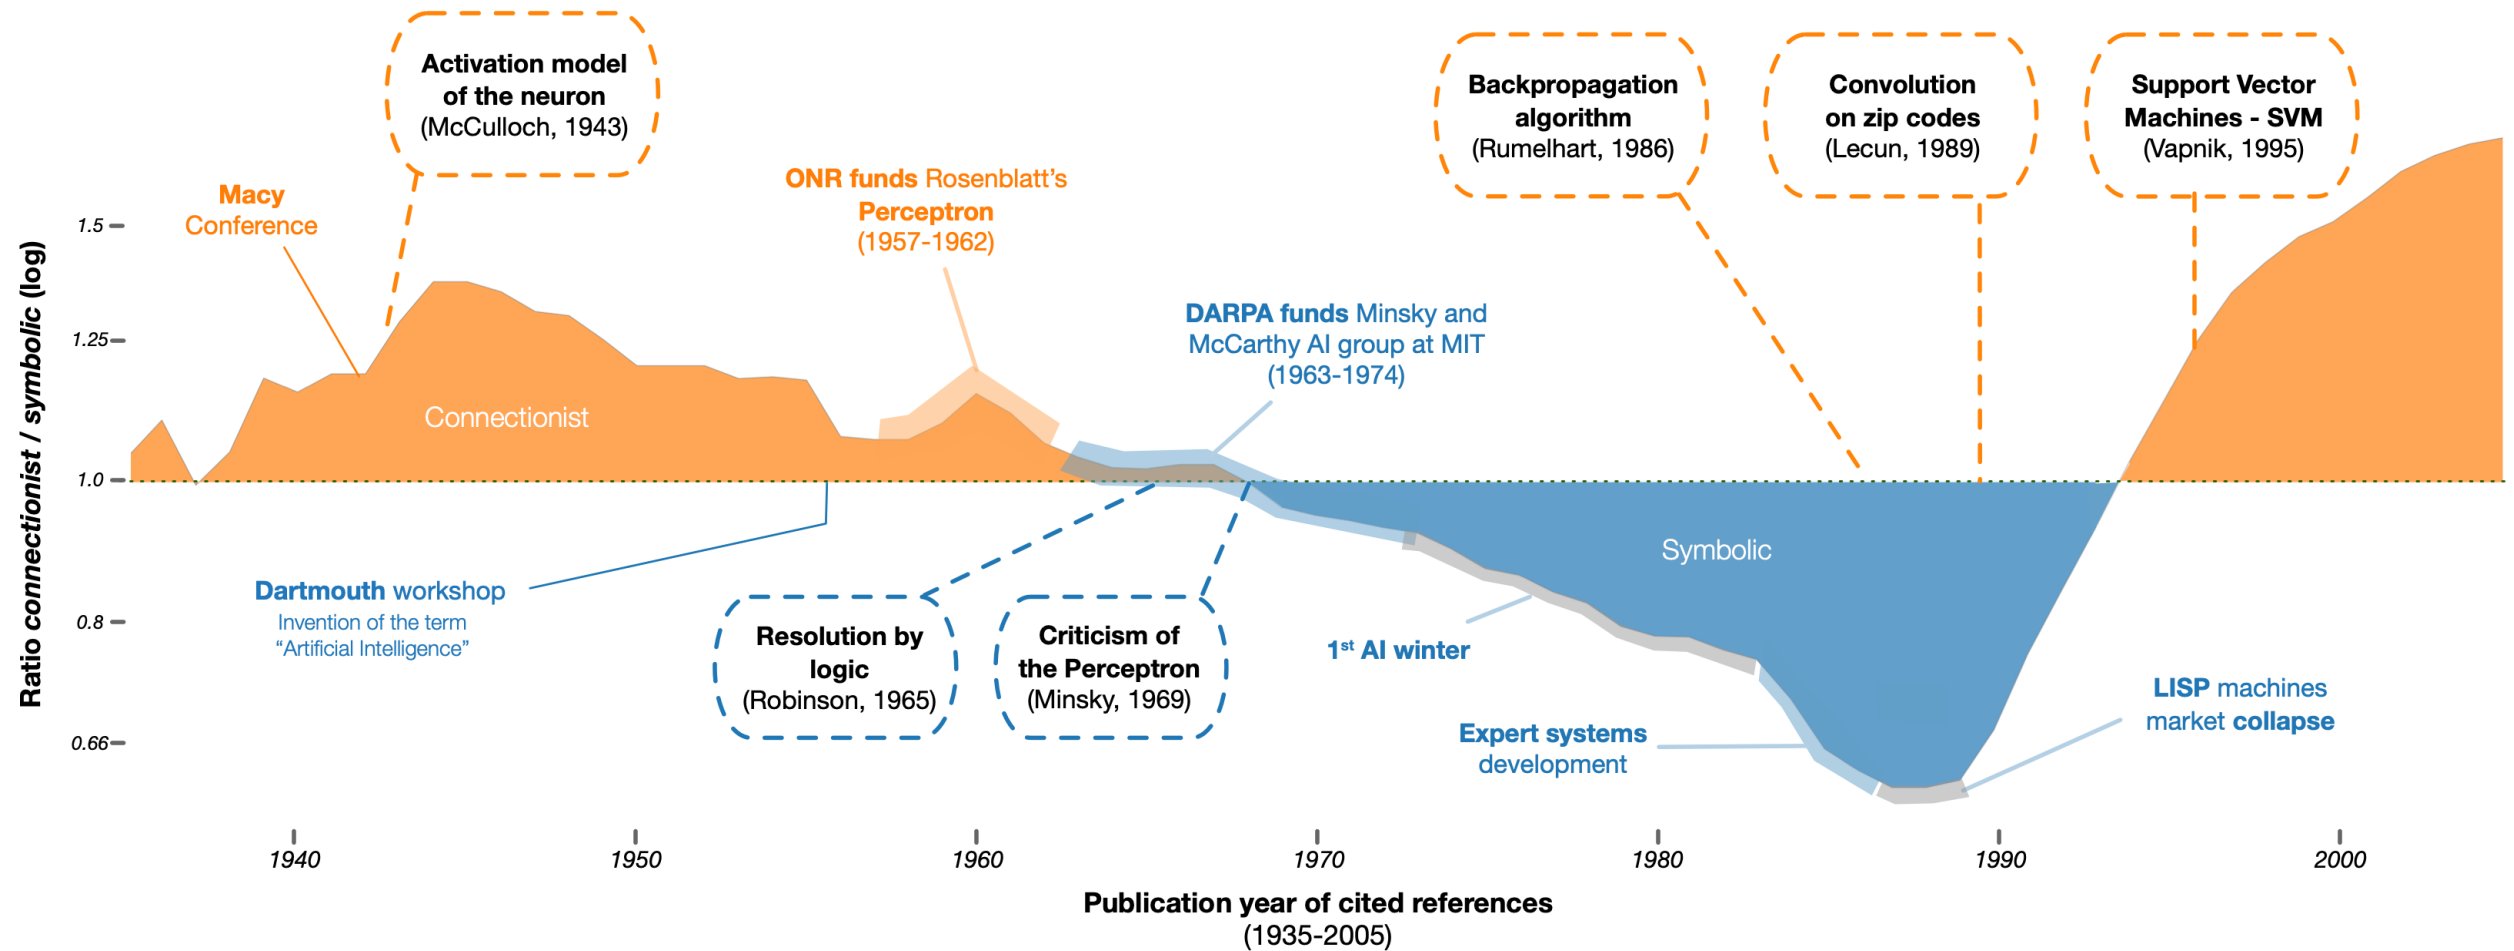 Activation model
of the neuron
(McCulloch, 1943)
Macy
Conference
ONR funds Rosenblatt's
Perceptron
(1957-1962)
Backpropagation
algorithm
(Rumelhart, 1986)
Convolution
on zip codes
(Lecun, 1989)
Support Vector
Machines - SVM
(Vapnik, 1995)
DARPA funds Minsky and
McCarthy AI group at MIT
(1963-1974)
Ratio connectionist / symbolic (log)
1.5
1.25
1.0
0.8
0.66
Connectionist
Symbolic
Dartmouth workshop
Invention of the term
“Artificial Intelligence”
Resolution by
logic
(Robinson, 1965)
Criticism of
the Perceptron
(Minsky, 1969)
1st AI winter
Expert systems
development
LISP machines
market collapse
1940
1950
1960
1970
1980
1990
2000
Publication year of cited references
(1935-2005)